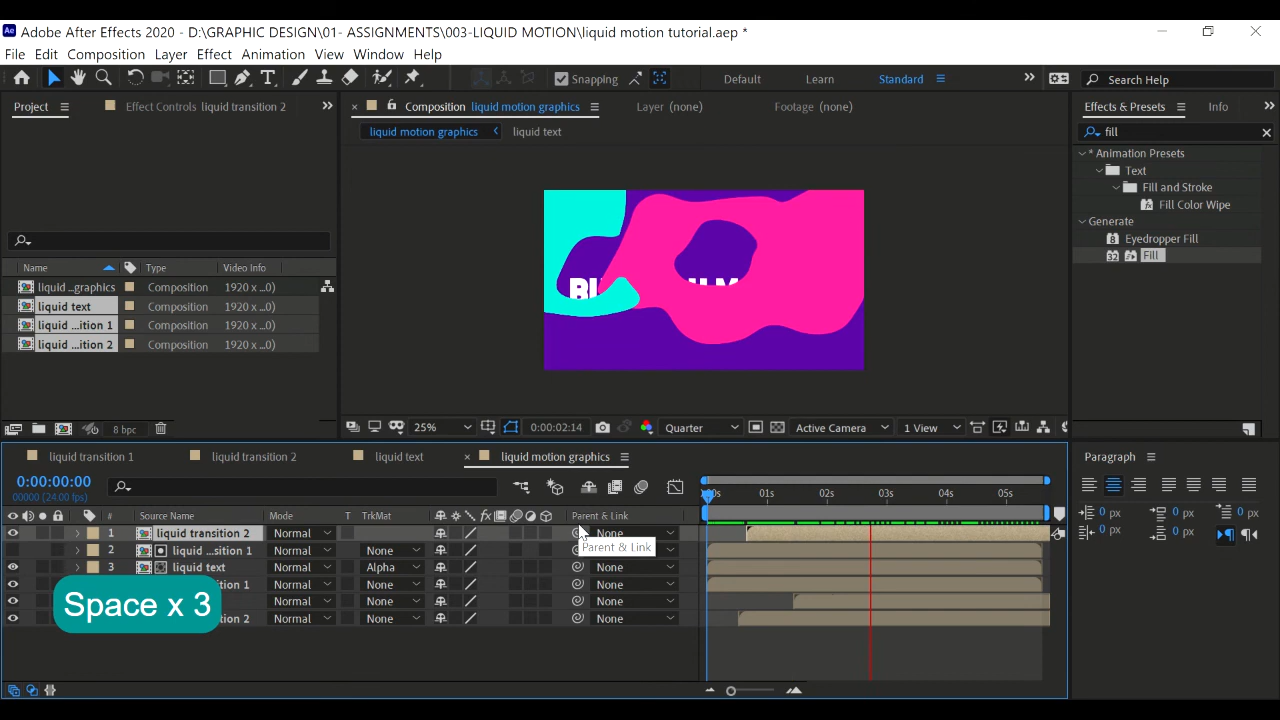 Adobe After Effects 2020 - D:\GRAPHIC DESIGN\01- ASSIGNMENTS\003-LIQUID MOTION\liquid motion tutorial.aep *
File Edit Composition Layer Effect Animation View Window Help
Snapping Default Learn Standard Search Help
Project Effect Controls liquid transition 2 Composition liquid motion graphics Layer (none) Footage (none) Effects & Presets Info
liquid motion graphics liquid text
fill
* Animation Presets
Text
Fill and Stroke
Fill Color Wipe
Generate
Eyedropper Fill
Fill
Name Type Video Info
liquid ..graphics Composition 1920 x ...0)
liquid text Composition 1920 x ...0)
liquid ...ition 1 Composition 1920 x ...0)
liquid ...ition 2 Composition 1920 x ...0)
8 bpc
25% 0:00:02:14 Quarter Active Camera 1 View
liquid transition 1 liquid transition 2 liquid text liquid motion graphics
Paragraph
0:00:00:00
00000 (24.00 fps)
01s 02s 03s 04s 05s
# Source Name Mode T TrkMat Parent & Link
1 liquid transition 2 Normal None
2 liquid ...sition 1 Normal None None
3 liquid text Normal Alpha None
ition 1 Normal None None
Normal None None
ition 2 Normal None None
Parent & Link
Space x 3
0 px 0 px 0 px
0 px 0 px